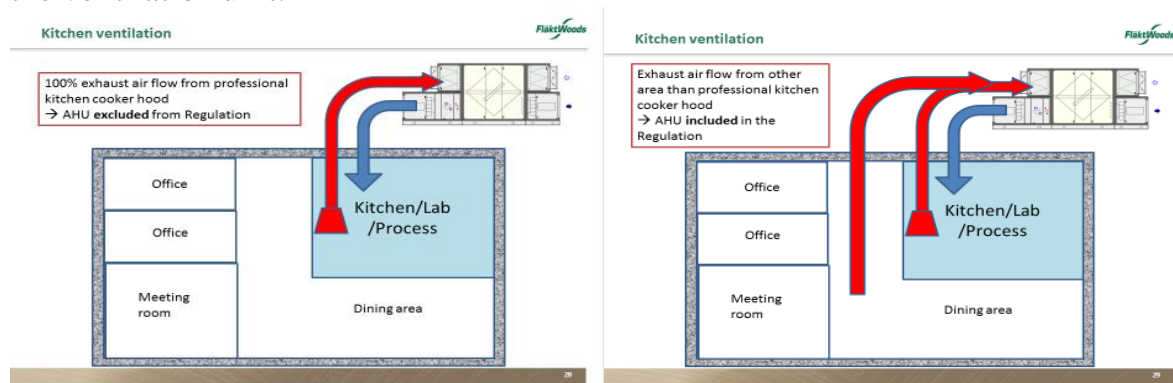 Kitchen ventilation
FläktWoods
100% exhaust air flow from professional
kitchen cooker hood
→ AHU excluded from Regulation
Office
Office
Meeting
room
Kitchen/Lab
/Process
Dining area
28
Kitchen ventilation
FläktWoods
Exhaust air flow from other
area than professional kitchen
cooker hood
→ AHU included in the
Regulation
Office
Office
Meeting
room
Kitchen/Lab
/Process
Dining area
29